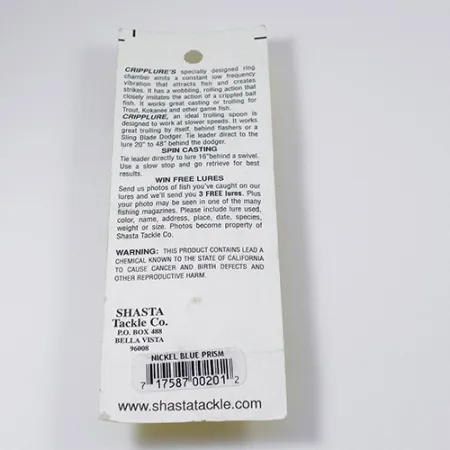 CRIPPLURE'S specially designed ring
chamber emits a constant low frequency
vibration that attracts fish and creates
strikes. It has a wobbling, rolling action that
closely imitates the action of a crippled bait
fish. It works great casting or trolling for
Trout, Kokanee and other game fish.
CRIPPLURE, an ideal trolling spoon is
designed to work at slower speeds. It works
great trolling by itself, behind flashers or a
Sling Blade Dodger. Tie leader direct to the
lure 20" to 48" behind the dodger.
SPIN CASTING
Tie leader directly to lure 16" behind a swivel.
Use a slow stop and go retrieve for best
results.
WIN FREE LURES
Send us photos of fish you've caught on our
lures and we'll send you 3 FREE lures. Plus
your photo may be seen in one of the many
fishing magazines. Please include lure used,
color, name, address, place, date, species,
weight or size. Photos become property of
Shasta Tackle Co.
WARNING: THIS PRODUCT CONTAINS LEAD A
CHEMICAL KNOWN TO THE STATE OF CALIFORNIA
TO CAUSE CANCER AND BIRTH DEFECTS AND
OTHER REPRODUCTIVE HARM.
SHASTA
Tackle Co.
P.O. BOX 488
BELLA VISTA
96008
NICKEL BLUE PRISM
7 17587 00201 2
www.shastatackle.com